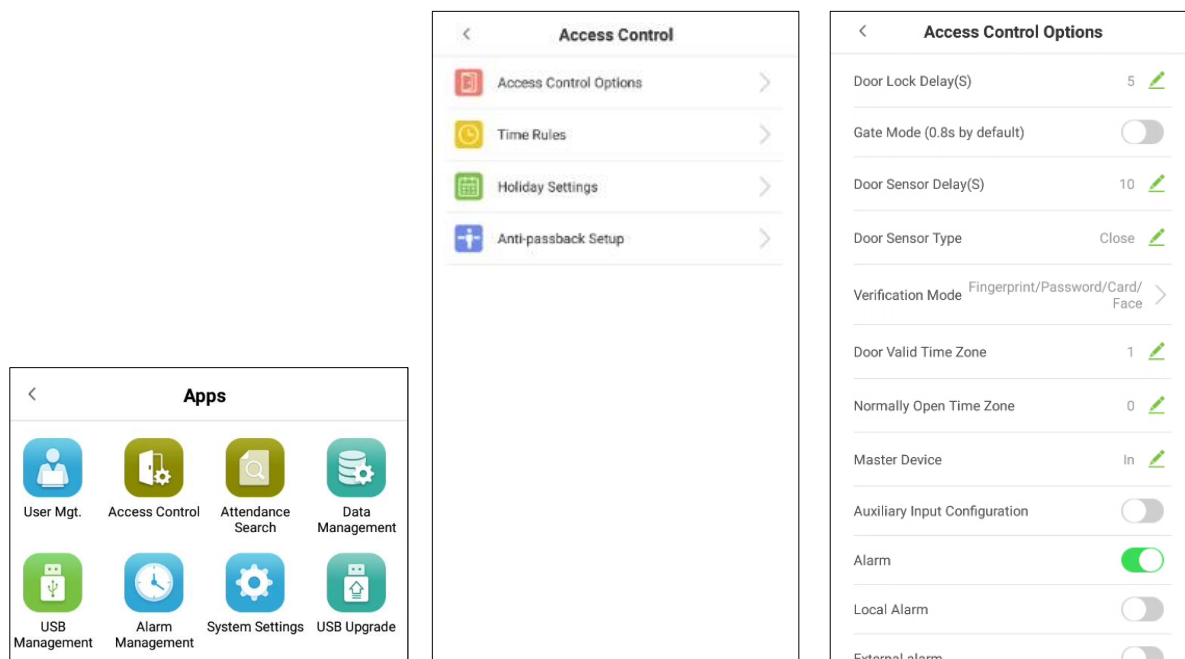 Apps
User Mgt.
Access Control
Attendance
Search
Data
Management
USB
Management
Alarm
Management
System Settings
USB Upgrade
Access Control
Access Control Options
Time Rules
Holiday Settings
Anti-passback Setup
Access Control Options
Door Lock Delay(S) 5
Gate Mode (0.8s by default)
Door Sensor Delay(S) 10
Door Sensor Type Close
Verification Mode Fingerprint/Password/Card/
Face
Door Valid Time Zone 1
Normally Open Time Zone 0
Master Device In
Auxiliary Input Configuration
Alarm
Local Alarm
External alarm